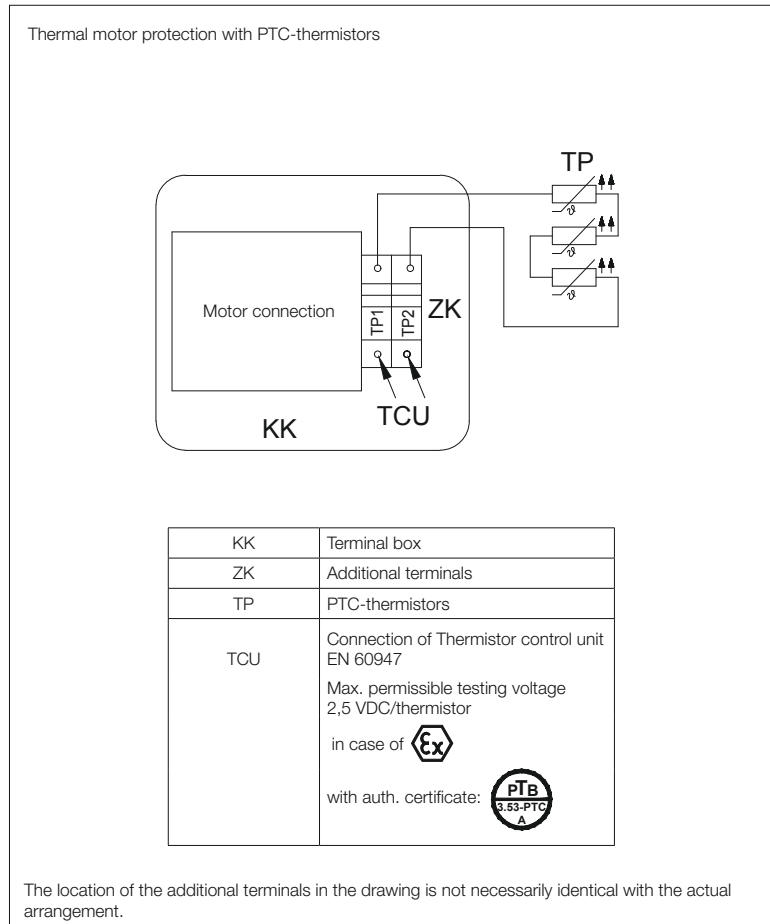 Thermal motor protection with PTC-thermistors
TP
ϑ
ϑ
ϑ
Motor connection
TP1
TP2
ZK
TCU
KK
KK Terminal box
ZK Additional terminals
TP PTC-thermistors
TCU Connection of Thermistor control unit
EN 60947
Max. permissible testing voltage
2,5 VDC/thermistor
in case of Ex
with auth. certificate: PTB
3.53-PTC
A
The location of the additional terminals in the drawing is not necessarily identical with the actual
arrangement.